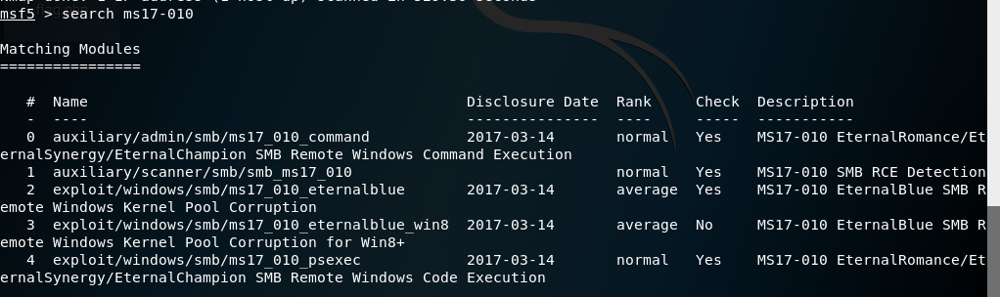 msf5 > search ms17-010
Matching Modules
================
#  Name                                           Disclosure Date  Rank     Check  Description
-  ----                                           ---------------  ----     -----  -----------
0  auxiliary/admin/smb/ms17_010_command           2017-03-14       normal   Yes    MS17-010 EternalRomance/Et
ernalSynergy/EternalChampion SMB Remote Windows Command Execution
1  auxiliary/scanner/smb/smb_ms17_010                              normal   Yes    MS17-010 SMB RCE Detection
2  exploit/windows/smb/ms17_010_eternalblue       2017-03-14       average  Yes    MS17-010 EternalBlue SMB R
emote Windows Kernel Pool Corruption
3  exploit/windows/smb/ms17_010_eternalblue_win8  2017-03-14       average  No     MS17-010 EternalBlue SMB R
emote Windows Kernel Pool Corruption for Win8+
4  exploit/windows/smb/ms17_010_psexec            2017-03-14       normal   Yes    MS17-010 EternalRomance/Et
ernalSynergy/EternalChampion SMB Remote Windows Code Execution